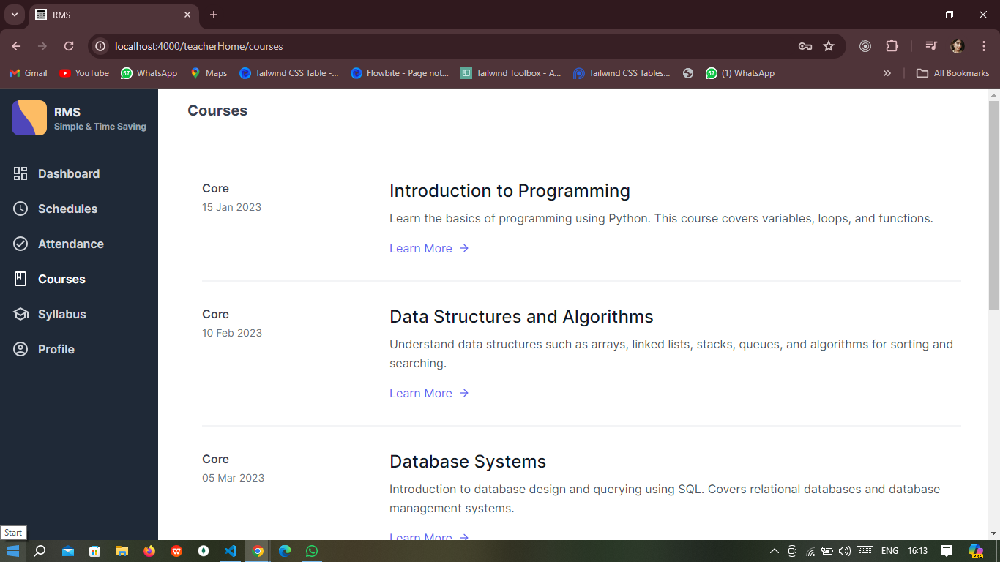 RMS
localhost:4000/teacherHome/courses
Gmail
YouTube
57
WhatsApp
Maps
Tailwind CSS Table -...
Flowbite - Page not...
Tailwind Toolbox - A...
Tailwind CSS Tables...
57
(1) WhatsApp
All Bookmarks
RMS
Simple & Time Saving
Dashboard
Schedules
Attendance
Courses
Syllabus
Profile
Courses
Core
15 Jan 2023
Introduction to Programming
Learn the basics of programming using Python. This course covers variables, loops, and functions.
Learn More →
Core
10 Feb 2023
Data Structures and Algorithms
Understand data structures such as arrays, linked lists, stacks, queues, and algorithms for sorting and
searching.
Learn More →
Core
05 Mar 2023
Database Systems
Introduction to database design and querying using SQL. Covers relational databases and database
management systems.
Learn More →
Start
ENG
16:13
PRE